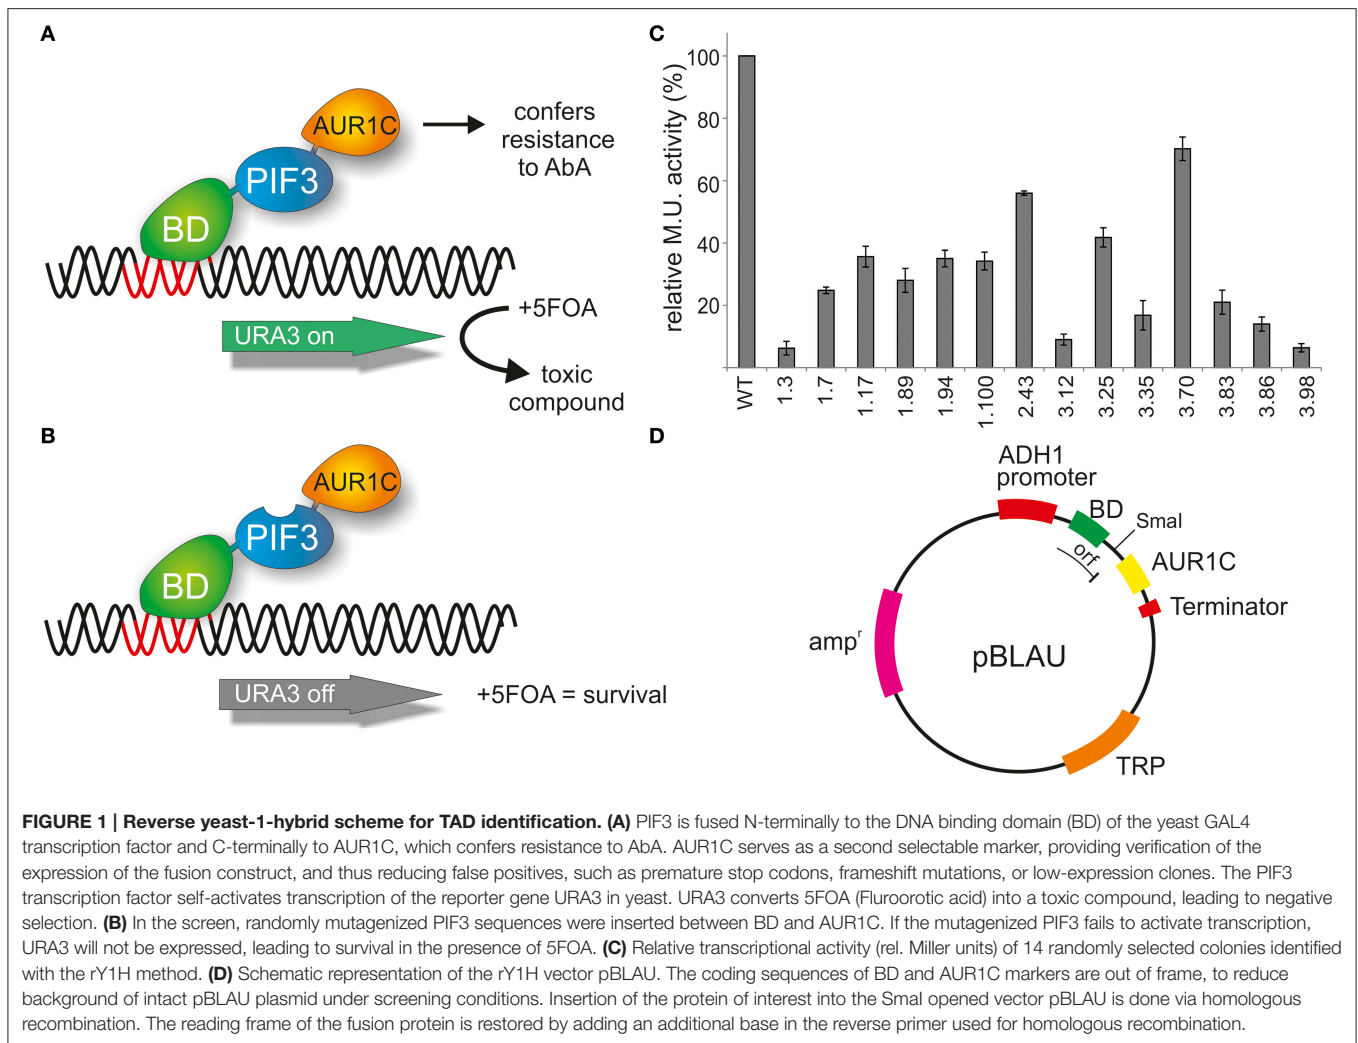 A
AUR1C
confers
resistance
to AbA
PIF3
BD
+5FOA
URA3 on
toxic
compound
B
AUR1C
PIF3
BD
URA3 off
+5FOA = survival
C
relative M.U. activity (%)
100
80
60
40
20
WT
1.3
1.7
1.17
1.89
1.94
1.100
2.43
3.12
3.25
3.35
3.70
3.83
3.86
3.98
D
ADH1
promoter
BD
SmaI
orf
AUR1C
Terminator
ampr
pBLAU
TRP
FIGURE 1 | Reverse yeast-1-hybrid scheme for TAD identification. (A) PIF3 is fused N-terminally to the DNA binding domain (BD) of the yeast GAL4
transcription factor and C-terminally to AUR1C, which confers resistance to AbA. AUR1C serves as a second selectable marker, providing verification of the
expression of the fusion construct, and thus reducing false positives, such as premature stop codons, frameshift mutations, or low-expression clones. The PIF3
transcription factor self-activates transcription of the reporter gene URA3 in yeast. URA3 converts 5FOA (Fluroorotic acid) into a toxic compound, leading to negative
selection. (B) In the screen, randomly mutagenized PIF3 sequences were inserted between BD and AUR1C. If the mutagenized PIF3 fails to activate transcription,
URA3 will not be expressed, leading to survival in the presence of 5FOA. (C) Relative transcriptional activity (rel. Miller units) of 14 randomly selected colonies identified
with the rY1H method. (D) Schematic representation of the rY1H vector pBLAU. The coding sequences of BD and AUR1C markers are out of frame, to reduce
background of intact pBLAU plasmid under screening conditions. Insertion of the protein of interest into the SmaI opened vector pBLAU is done via homologous
recombination. The reading frame of the fusion protein is restored by adding an additional base in the reverse primer used for homologous recombination.